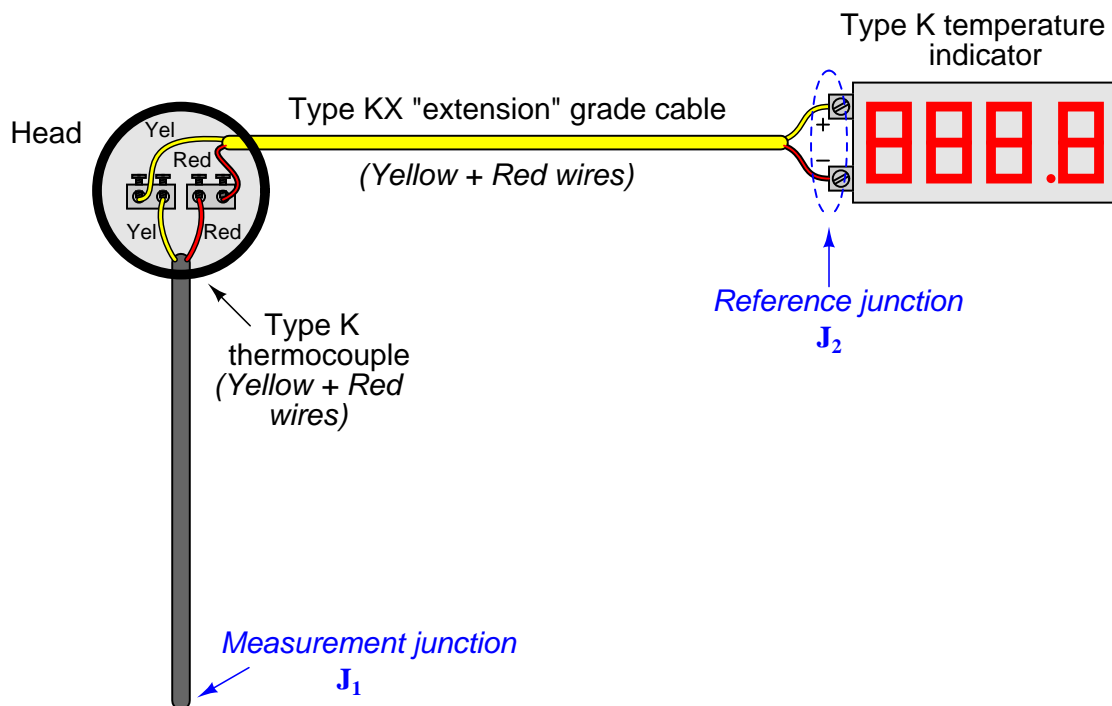 Type K temperature
indicator
Head
Yel
Red
Type KX "extension" grade cable
(Yellow + Red wires)
+
–
888.8
Yel
Red
Reference junction
J2
Type K
thermocouple
(Yellow + Red
wires)
Measurement junction
J1